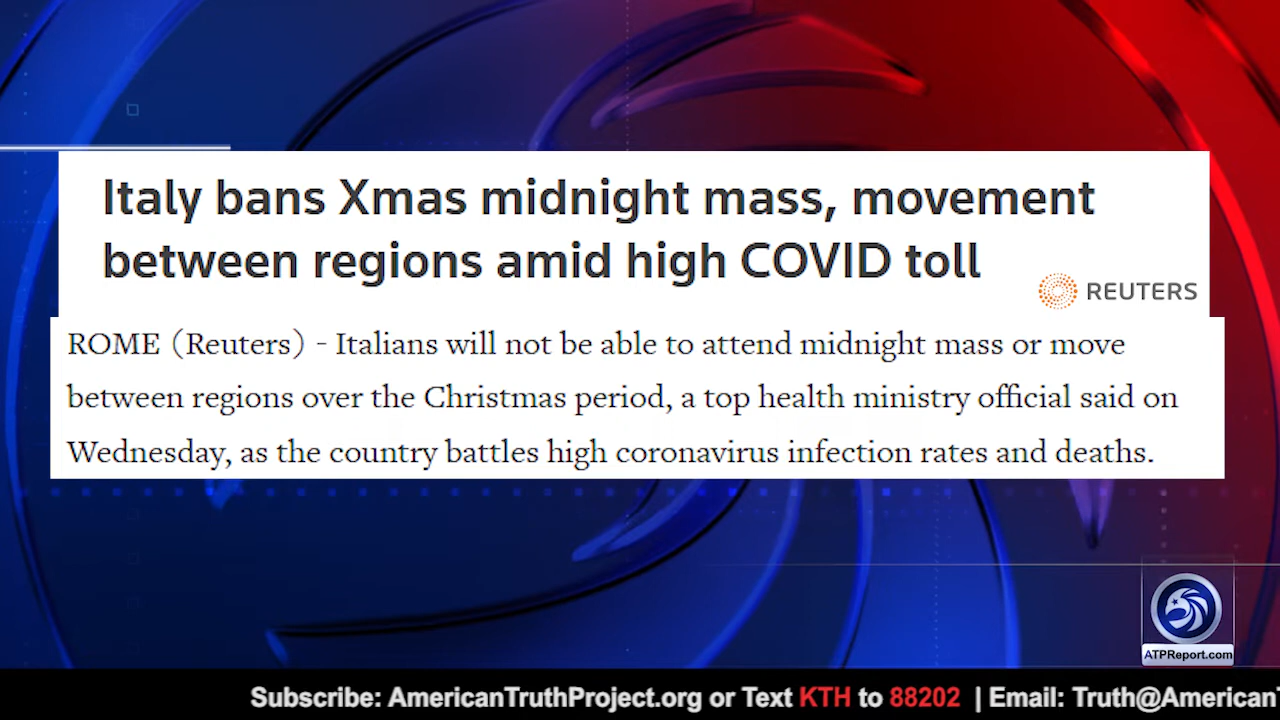 Italy bans Xmas midnight mass, movement
between regions amid high COVID toll
REUTERS
ROME (Reuters) - Italians will not be able to attend midnight mass or move
between regions over the Christmas period, a top health ministry official said on
Wednesday, as the country battles high coronavirus infection rates and deaths.
ATPReport.com
Subscribe: AmericanTruthProject.org or Text KTH to 88202 | Email: Truth@AmericanT